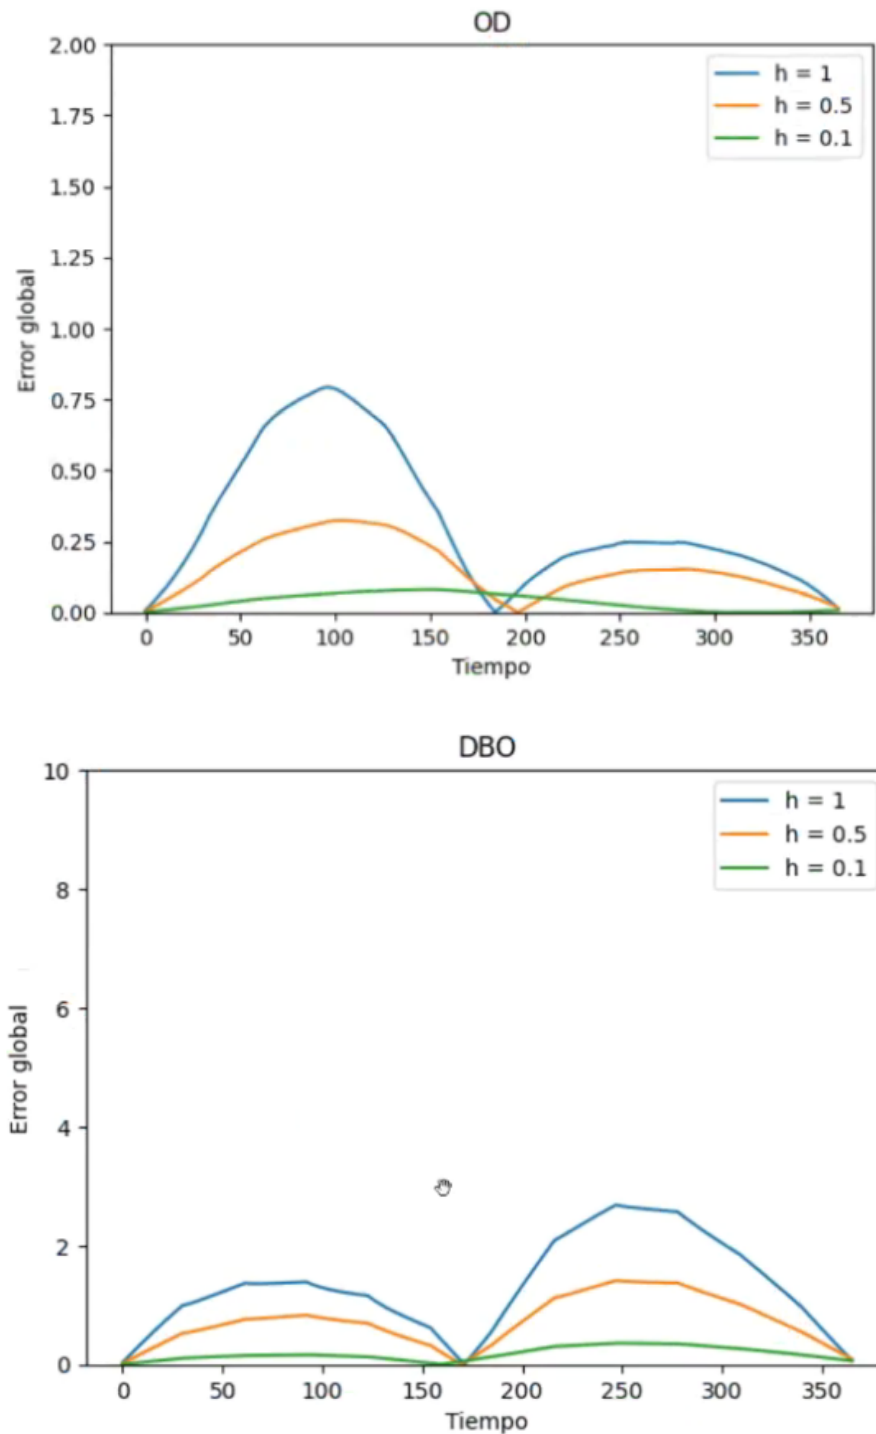 OD
2.00
1.75
1.50
1.25
1.00
0.75
0.50
0.25
0.00
Error global
h = 1
h = 0.5
h = 0.1
0 50 100 150 200 250 300 350
Tiempo
DBO
10
8
6
4
2
0
Error global
h = 1
h = 0.5
h = 0.1
0 50 100 150 200 250 300 350
Tiempo